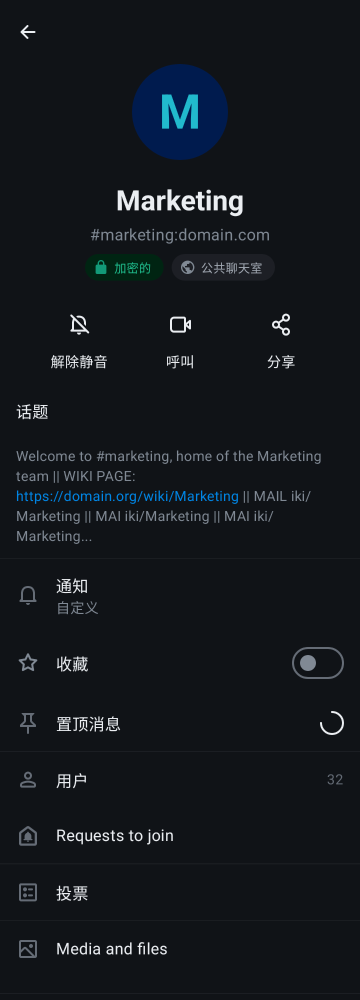 M
Marketing
#marketing:domain.com
加密的
公共聊天室
解除静音
呼叫
分享
话题
Welcome to #marketing, home of the Marketing
team || WIKI PAGE:
https://domain.org/wiki/Marketing || MAIL iki/
Marketing || MAI iki/Marketing || MAI iki/
Marketing...
通知
自定义
收藏
置顶消息
用户
32
Requests to join
投票
Media and files